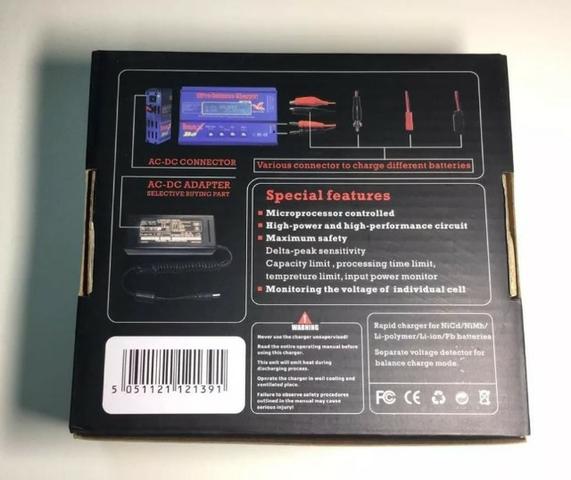 Ultra Balance Charger
AC-DC CONNECTOR
Various connector to charge different batteries
AC-DC ADAPTER
SELECTIVE BUYING PART
Special features
Microprocessor controlled
High-power and high-performance circuit
Maximum safety
Delta-peak sensitivity
Capacity limit , processing time limit,
tempreture limit, input power monitor
Monitoring the voltage of individual cell
WARNING
Never use the charger unsupervised!
Read the entire operating manual before
using this charger.
This unit will emit heat during
discharging process.
Operate the charger in well cooling and
ventilated place.
Failure to observe safety procedures
outlined in the manual may cause
serious injury!
Rapid charger for NiCd/NiMh/
Li-polymer/Li-ion/Pb batteries
Separate voltage detector for
balance charge mode.
FC CE
5 051121 121391